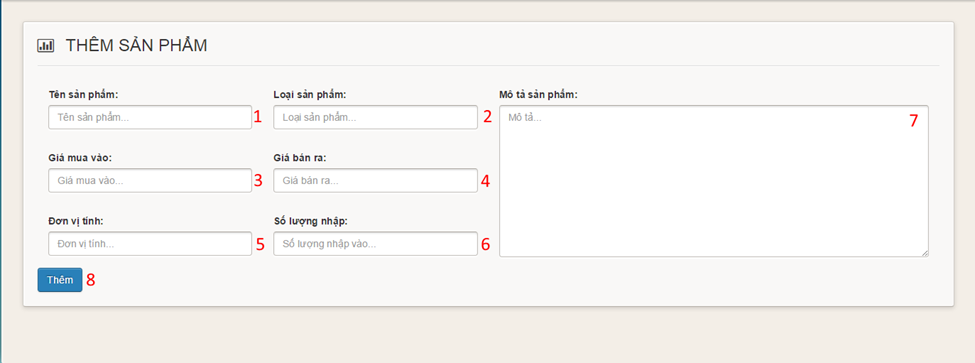 THÊM SẢN PHẨM
Tên sản phẩm:
Tên sản phẩm... 1
Loại sản phẩm:
Loại sản phẩm... 2
Mô tả sản phẩm:
Mô tả... 7
Giá mua vào:
Giá mua vào... 3
Giá bán ra:
Giá bán ra... 4
Đơn vị tính:
Đơn vị tính... 5
Số lượng nhập:
Số lượng nhập vào... 6
Thêm 8